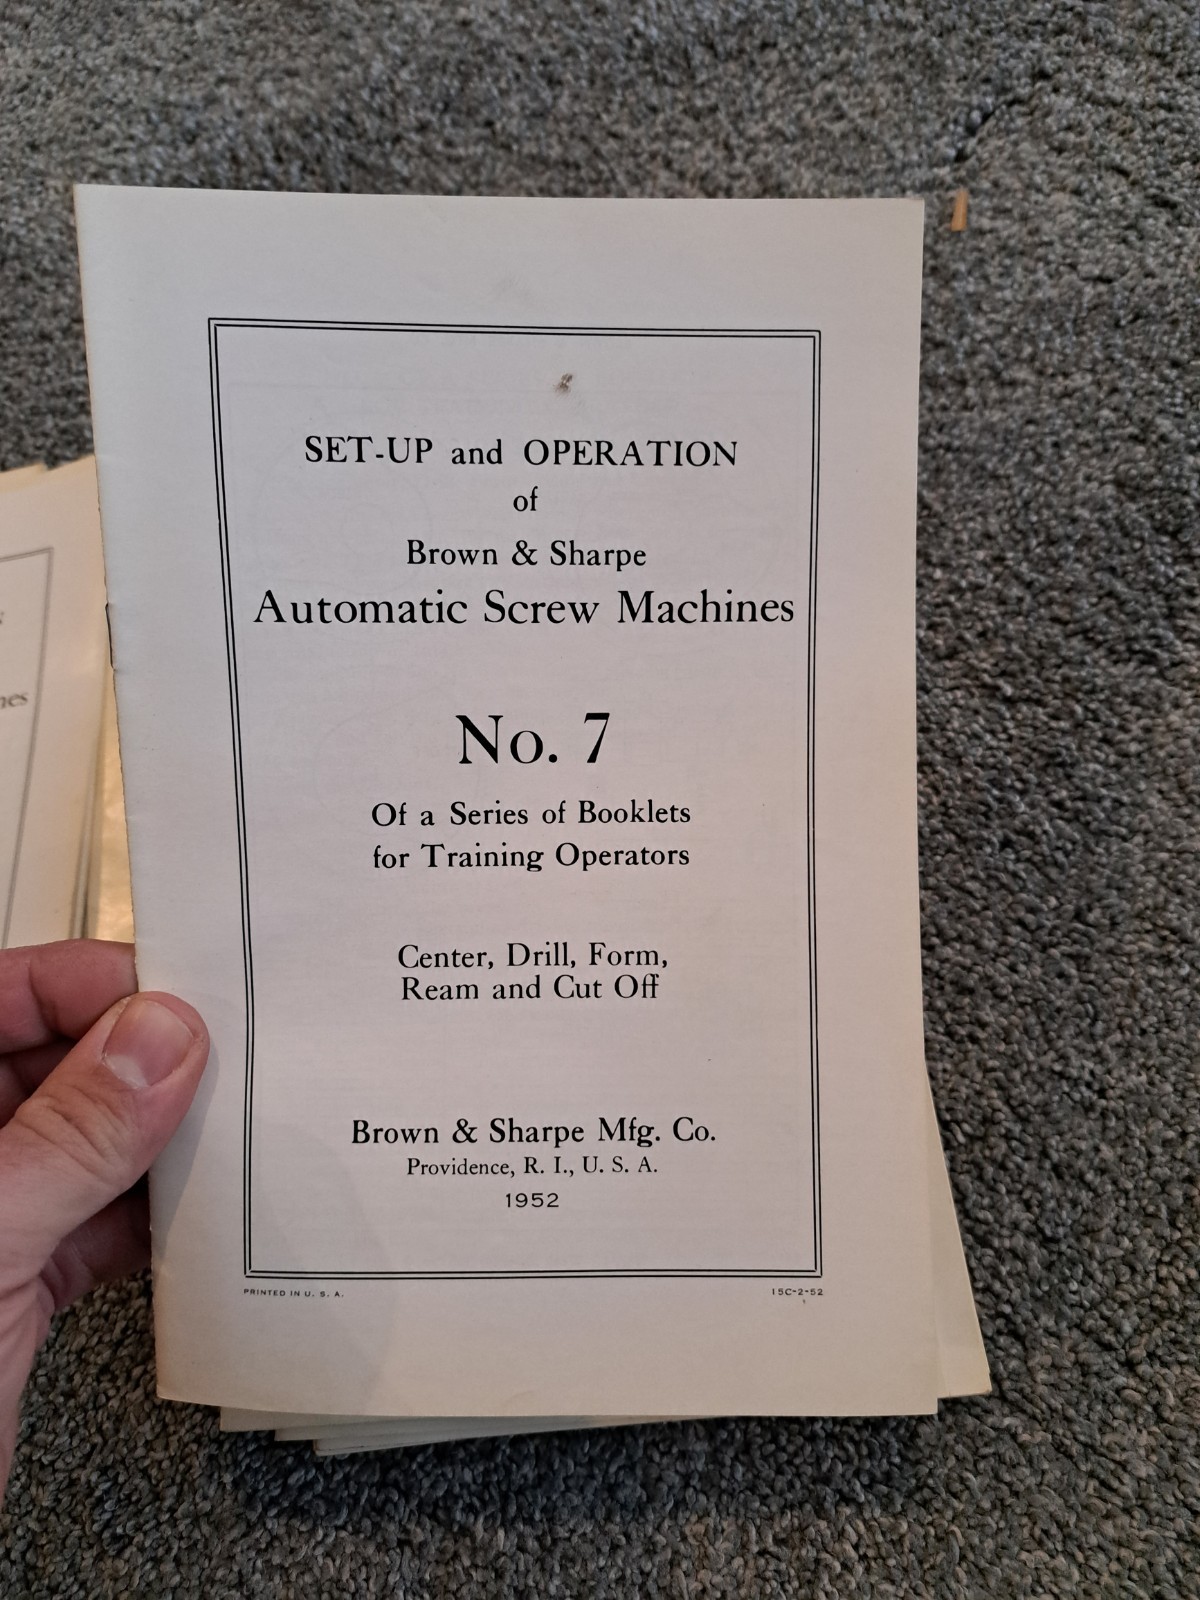 SET-UP and OPERATION
of
Brown & Sharpe
Automatic Screw Machines
No. 7
Of a Series of Booklets
for Training Operators
Center, Drill, Form,
Ream and Cut Off
Brown & Sharpe Mfg. Co.
Providence, R. I., U. S. A.
1952
PRINTED IN U. S. A.
15C-2-52